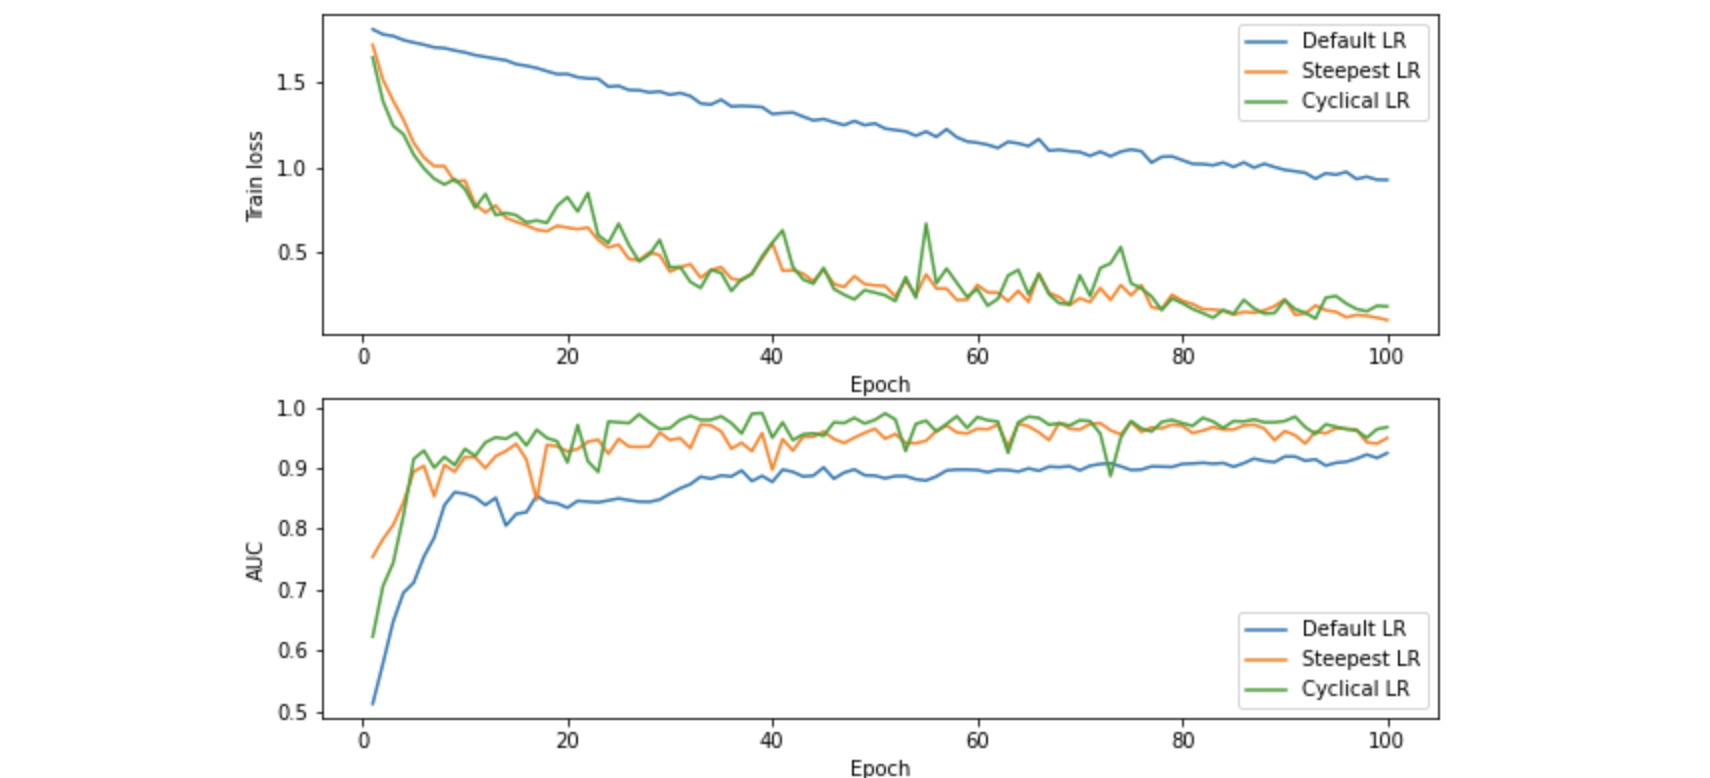 Default LR
Steepest LR
Cyclical LR
1.5
1.0
0.5
Train loss
0 20 40 60 80 100
Epoch
1.0
0.9
0.8
0.7
0.6
0.5
AUC
Default LR
Steepest LR
Cyclical LR
0 20 40 60 80 100
Epoch